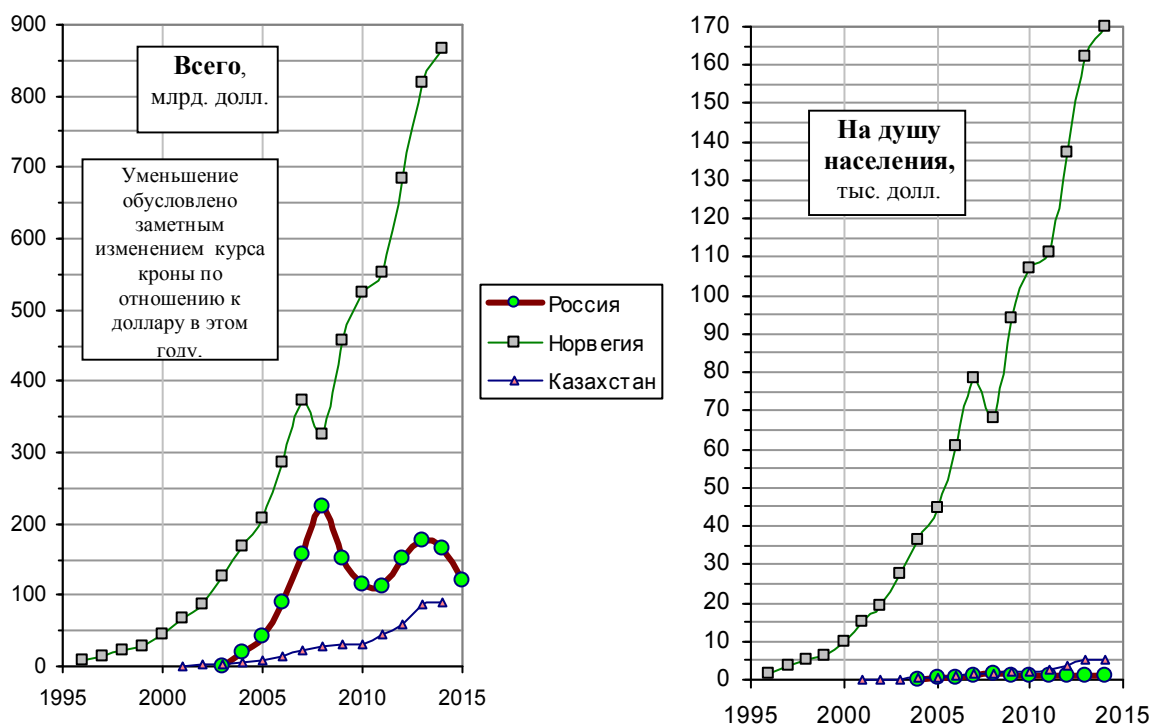 900
800
700
600
500
400
300
200
100
0
1995
2000
2005
2010
2015
Всего,
млрд. долл.
Уменьшение
обусловлено
заметным
изменением курса
кроны по
отношению к
доллару в этом
году.
Россия
Норвегия
Казахстан
170
160
150
140
130
120
110
100
90
80
70
60
50
40
30
20
10
0
1995
2000
2005
2010
2015
На душу
населения,
тыс. долл.